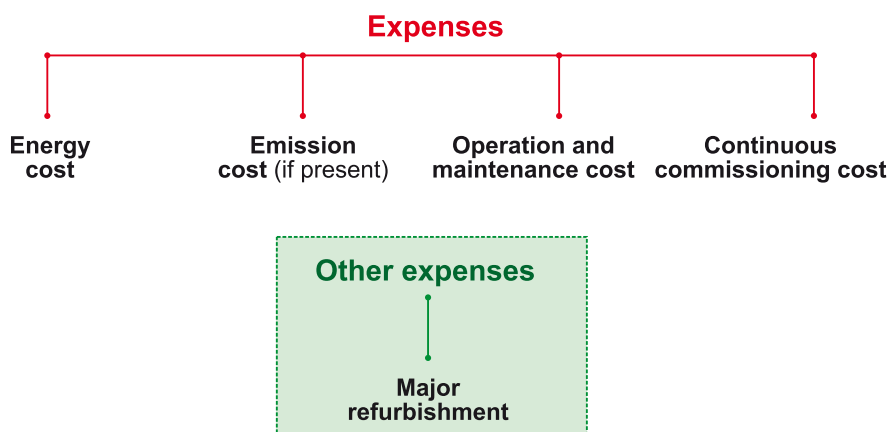 Expenses
Energy
cost
Emission
cost (if present)
Operation and
maintenance cost
Continuous
commissioning cost
Other expenses
Major
refurbishment